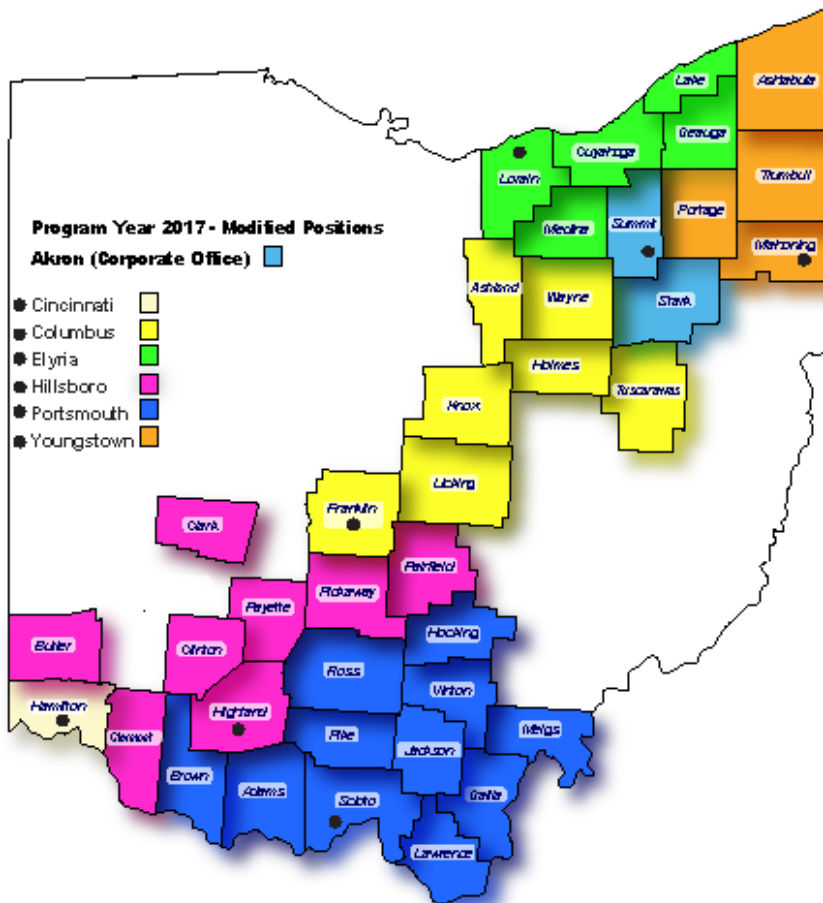 Lake
Ashtabula
Geauga
Cuyahoga
Lorain
Trumbull
Portage
Summit
Medina
Mahoning
Program Year 2017 - Modified Positions
Akron (Corporate Office)
Ashland
Wayne
Stark
Cincinnati
Columbus
Elyria
Hillsboro
Portsmouth
Youngstown
Holmes
Tuscarawas
Knox
Licking
Franklin
Clark
Fairfield
Pickaway
Fayette
Hocking
Butler
Clinton
Ross
Vinton
Hamilton
Highland
Meigs
Clermont
Pike
Jackson
Brown
Adams
Gallia
Scioto
Lawrence